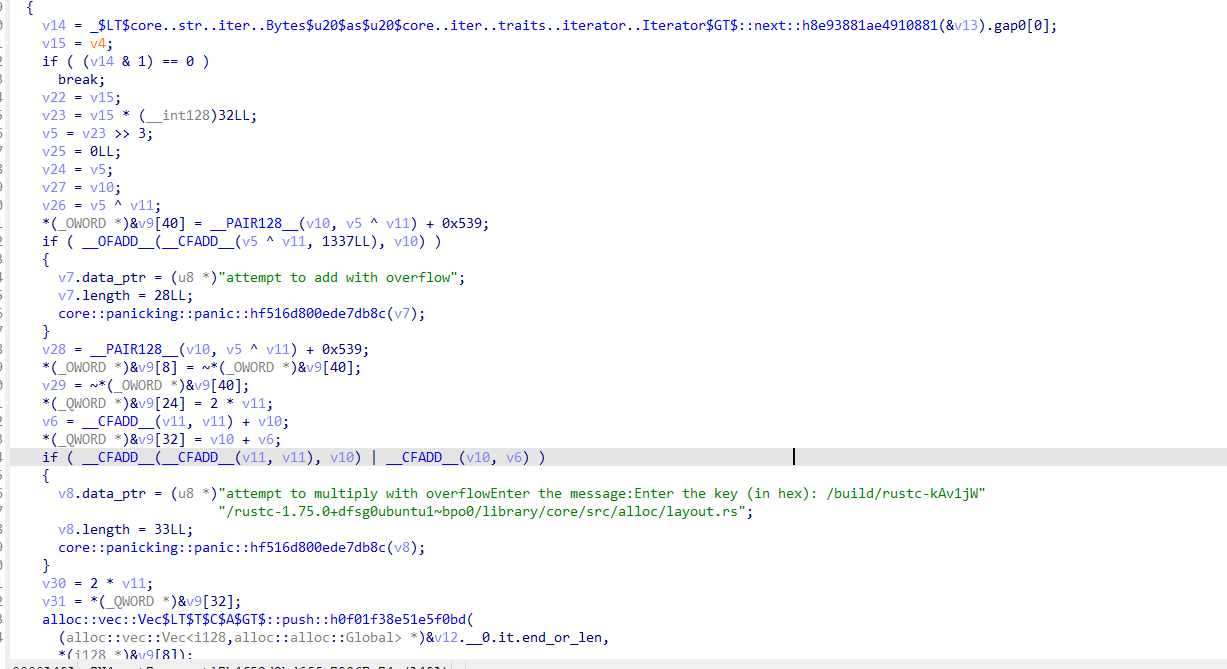 {
v14 = _$LT$core..str..iter..Bytes$u20$as$u20$core..iter..traits..iterator..Iterator$GT$::next::h8e93881ae4910881(&v13).gap0[0];
v15 = v4;
if ( (v14 & 1) == 0 )
break;
v22 = v15;
v23 = v15 * (__int128)32LL;
v5 = v23 >> 3;
v25 = 0LL;
v24 = v5;
v27 = v10;
v26 = v5 ^ v11;
*(_OWORD *)&v9[40] = __PAIR128__(v10, v5 ^ v11) + 0x539;
if ( __OFADD__(__CFADD__(v5 ^ v11, 1337LL), v10) )
{
v7.data_ptr = (u8 *)"attempt to add with overflow";
v7.length = 28LL;
core::panicking::panic::hf516d800ede7db8c(v7);
}
v28 = __PAIR128__(v10, v5 ^ v11) + 0x539;
*(_OWORD *)&v9[8] = ~*(_OWORD *)&v9[40];
v29 = ~*(_OWORD *)&v9[40];
*(_QWORD *)&v9[24] = 2 * v11;
v6 = __CFADD__(v11, v11) + v10;
*(_QWORD *)&v9[32] = v10 + v6;
if ( __CFADD__(__CFADD__(v11, v11), v10) | __CFADD__(v10, v6) )
{
v8.data_ptr = (u8 *)"attempt to multiply with overflowEnter the message:Enter the key (in hex): /build/rustc-kAv1jW"
"/rustc-1.75.0+dfsg0ubuntu1~bpo0/library/core/src/alloc/layout.rs";
v8.length = 33LL;
core::panicking::panic::hf516d800ede7db8c(v8);
}
v30 = 2 * v11;
v31 = *(_QWORD *)&v9[32];
alloc::vec::Vec$LT$T$C$A$GT$::push::h0f01f38e51e5f0bd(
(alloc::vec::Vec<i128,alloc::alloc::Global> *)&v12.__0.it.end_or_len,
*(i128 *)&v9[8]);